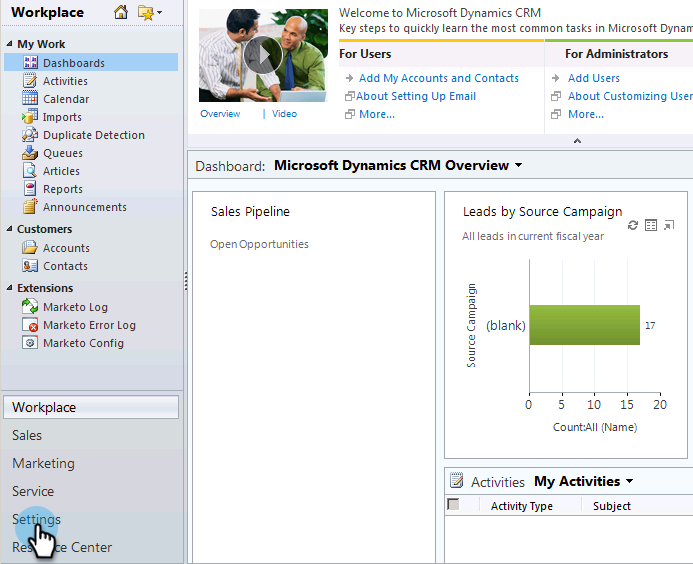 Workplace
My Work
Dashboards
Activities
Calendar
Imports
Duplicate Detection
Queues
Articles
Reports
Announcements
Customers
Accounts
Contacts
Extensions
Marketo Log
Marketo Error Log
Marketo Config
Workplace
Sales
Marketing
Service
Settings
Center
Welcome to Microsoft Dynamics CRM
Key steps to quickly learn the most common tasks in Microsoft
Overview | Video
For Users
Add My Accounts and Contacts
About Setting Up Email
More...
For Administrators
Add Users
About Customizing
More...
Dashboard: Microsoft Dynamics CRM Overview
Sales Pipeline
Open Opportunities
Leads by Source Campaign
All leads in current fiscal year
Source Campaign
(blank)
17
0 5 10 15 20
Count:All (Name)
Activities My Activities
Activity Type Subject